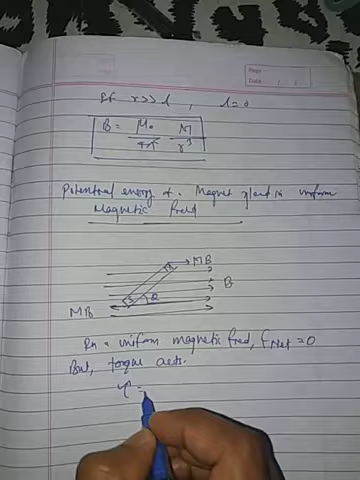 Page :
Date : / /
If r >> l , l = 0
B = μ₀ M
4π r³
Potential energy of a Magnet placed in uniform
Magnetic field
MB
B
θ
MB
In a uniform magnetic field, FNet = 0
But, torque acts.
τ =